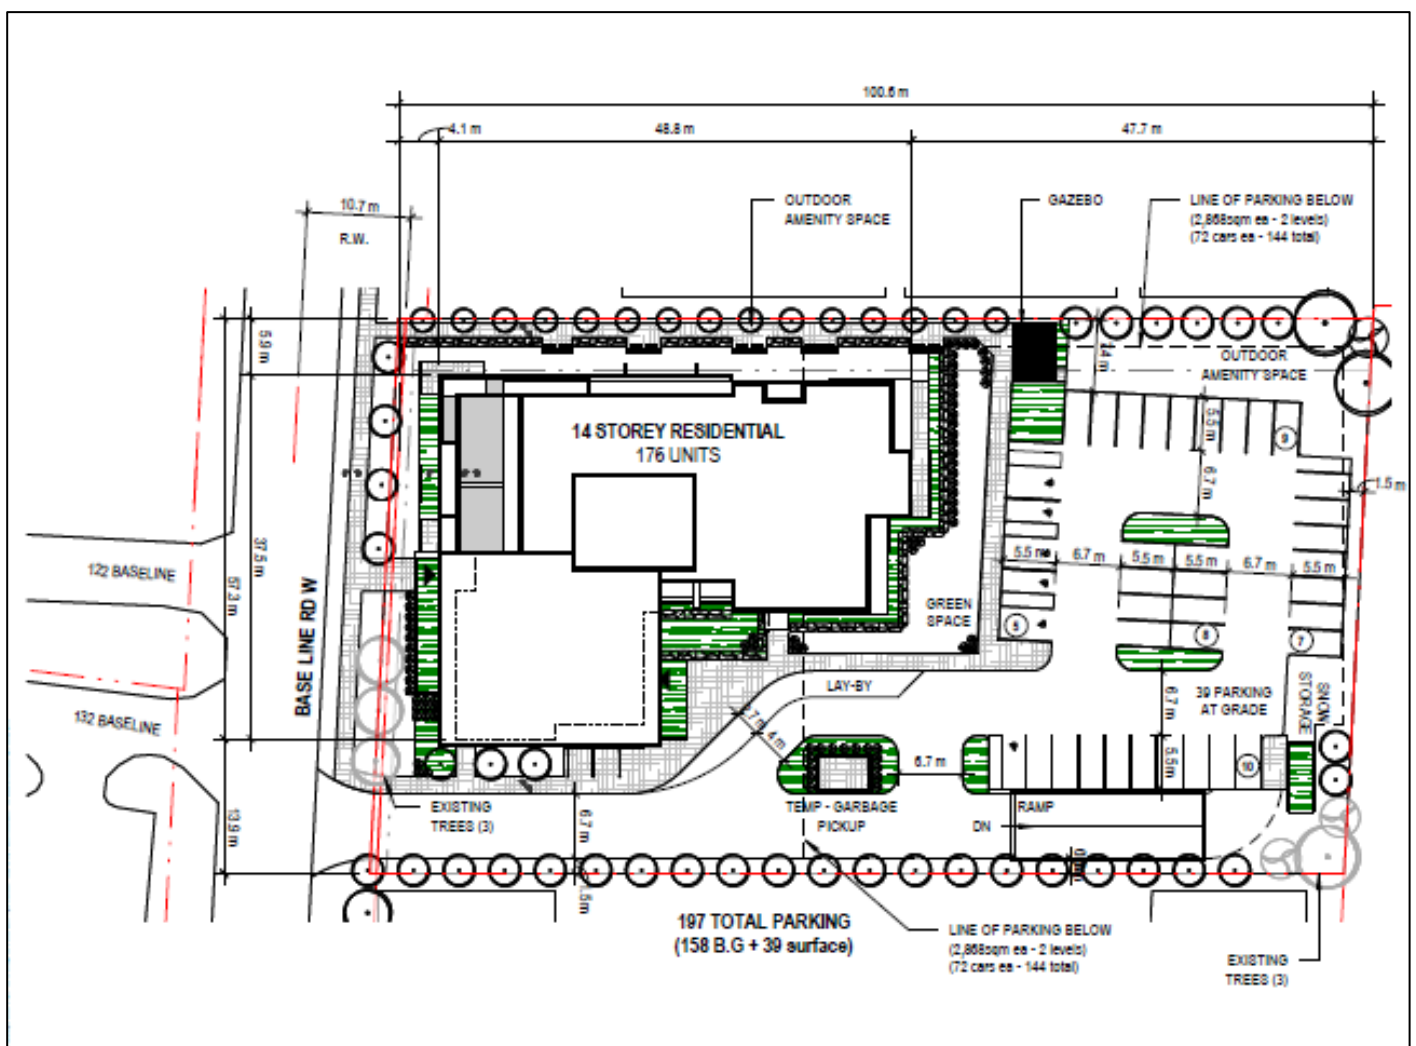 100.6 m
4.1 m
48.8 m
47.7 m
10.7 m
R.W.
OUTDOOR
AMENITY SPACE
GAZEBO
LINE OF PARKING BELOW
(2,868sqm ea - 2 levels)
(72 cars ea - 144 total)
5.9 m
14 STOREY RESIDENTIAL
176 UNITS
OUTDOOR
AMENITY SPACE
5.5 m
9
6.7 m
1.5 m
37.5 m
57.3 m
122 BASELINE
132 BASELINE
BASE LINE RD W
5.5 m
6.7 m
5.5 m
5.5 m
6.7 m
5.5 m
GREEN
SPACE
5
8
7
LAY-BY
6.7 m
39 PARKING
AT GRADE
SNOW
STORAGE
5.5m
10
6.7 m
13.9 m
EXISTING
TREES (3)
6.7 m
TEMP - GARBAGE
PICKUP
RAMP
DN
1.5m
197 TOTAL PARKING
(158 B.G + 39 surface)
LINE OF PARKING BELOW
(2,868sqm ea - 2 levels)
(72 cars ea - 144 total)
EXISTING
TREES (3)